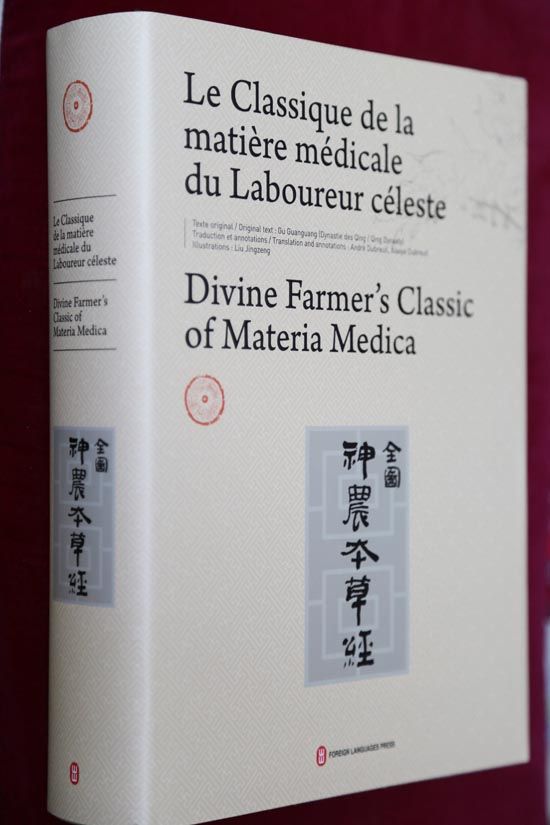 Le Classique
de la matière
médicale du
Laboureur céleste
Divine Farmer's
Classic of
Materia Medica
全圖
神農本草經
Le Classique de la
matière médicale
du Laboureur céleste
Texte original / Original text : Gu Guanguang (Dynastie des Qing / Qing Dynasty)
Traduction et annotations / Translation and annotations : André Dubreuil, Dubreuil
Illustrations : Liu Jingzeng
Divine Farmer's Classic
of Materia Medica
全圖
神農本草經
FOREIGN LANGUAGES PRESS